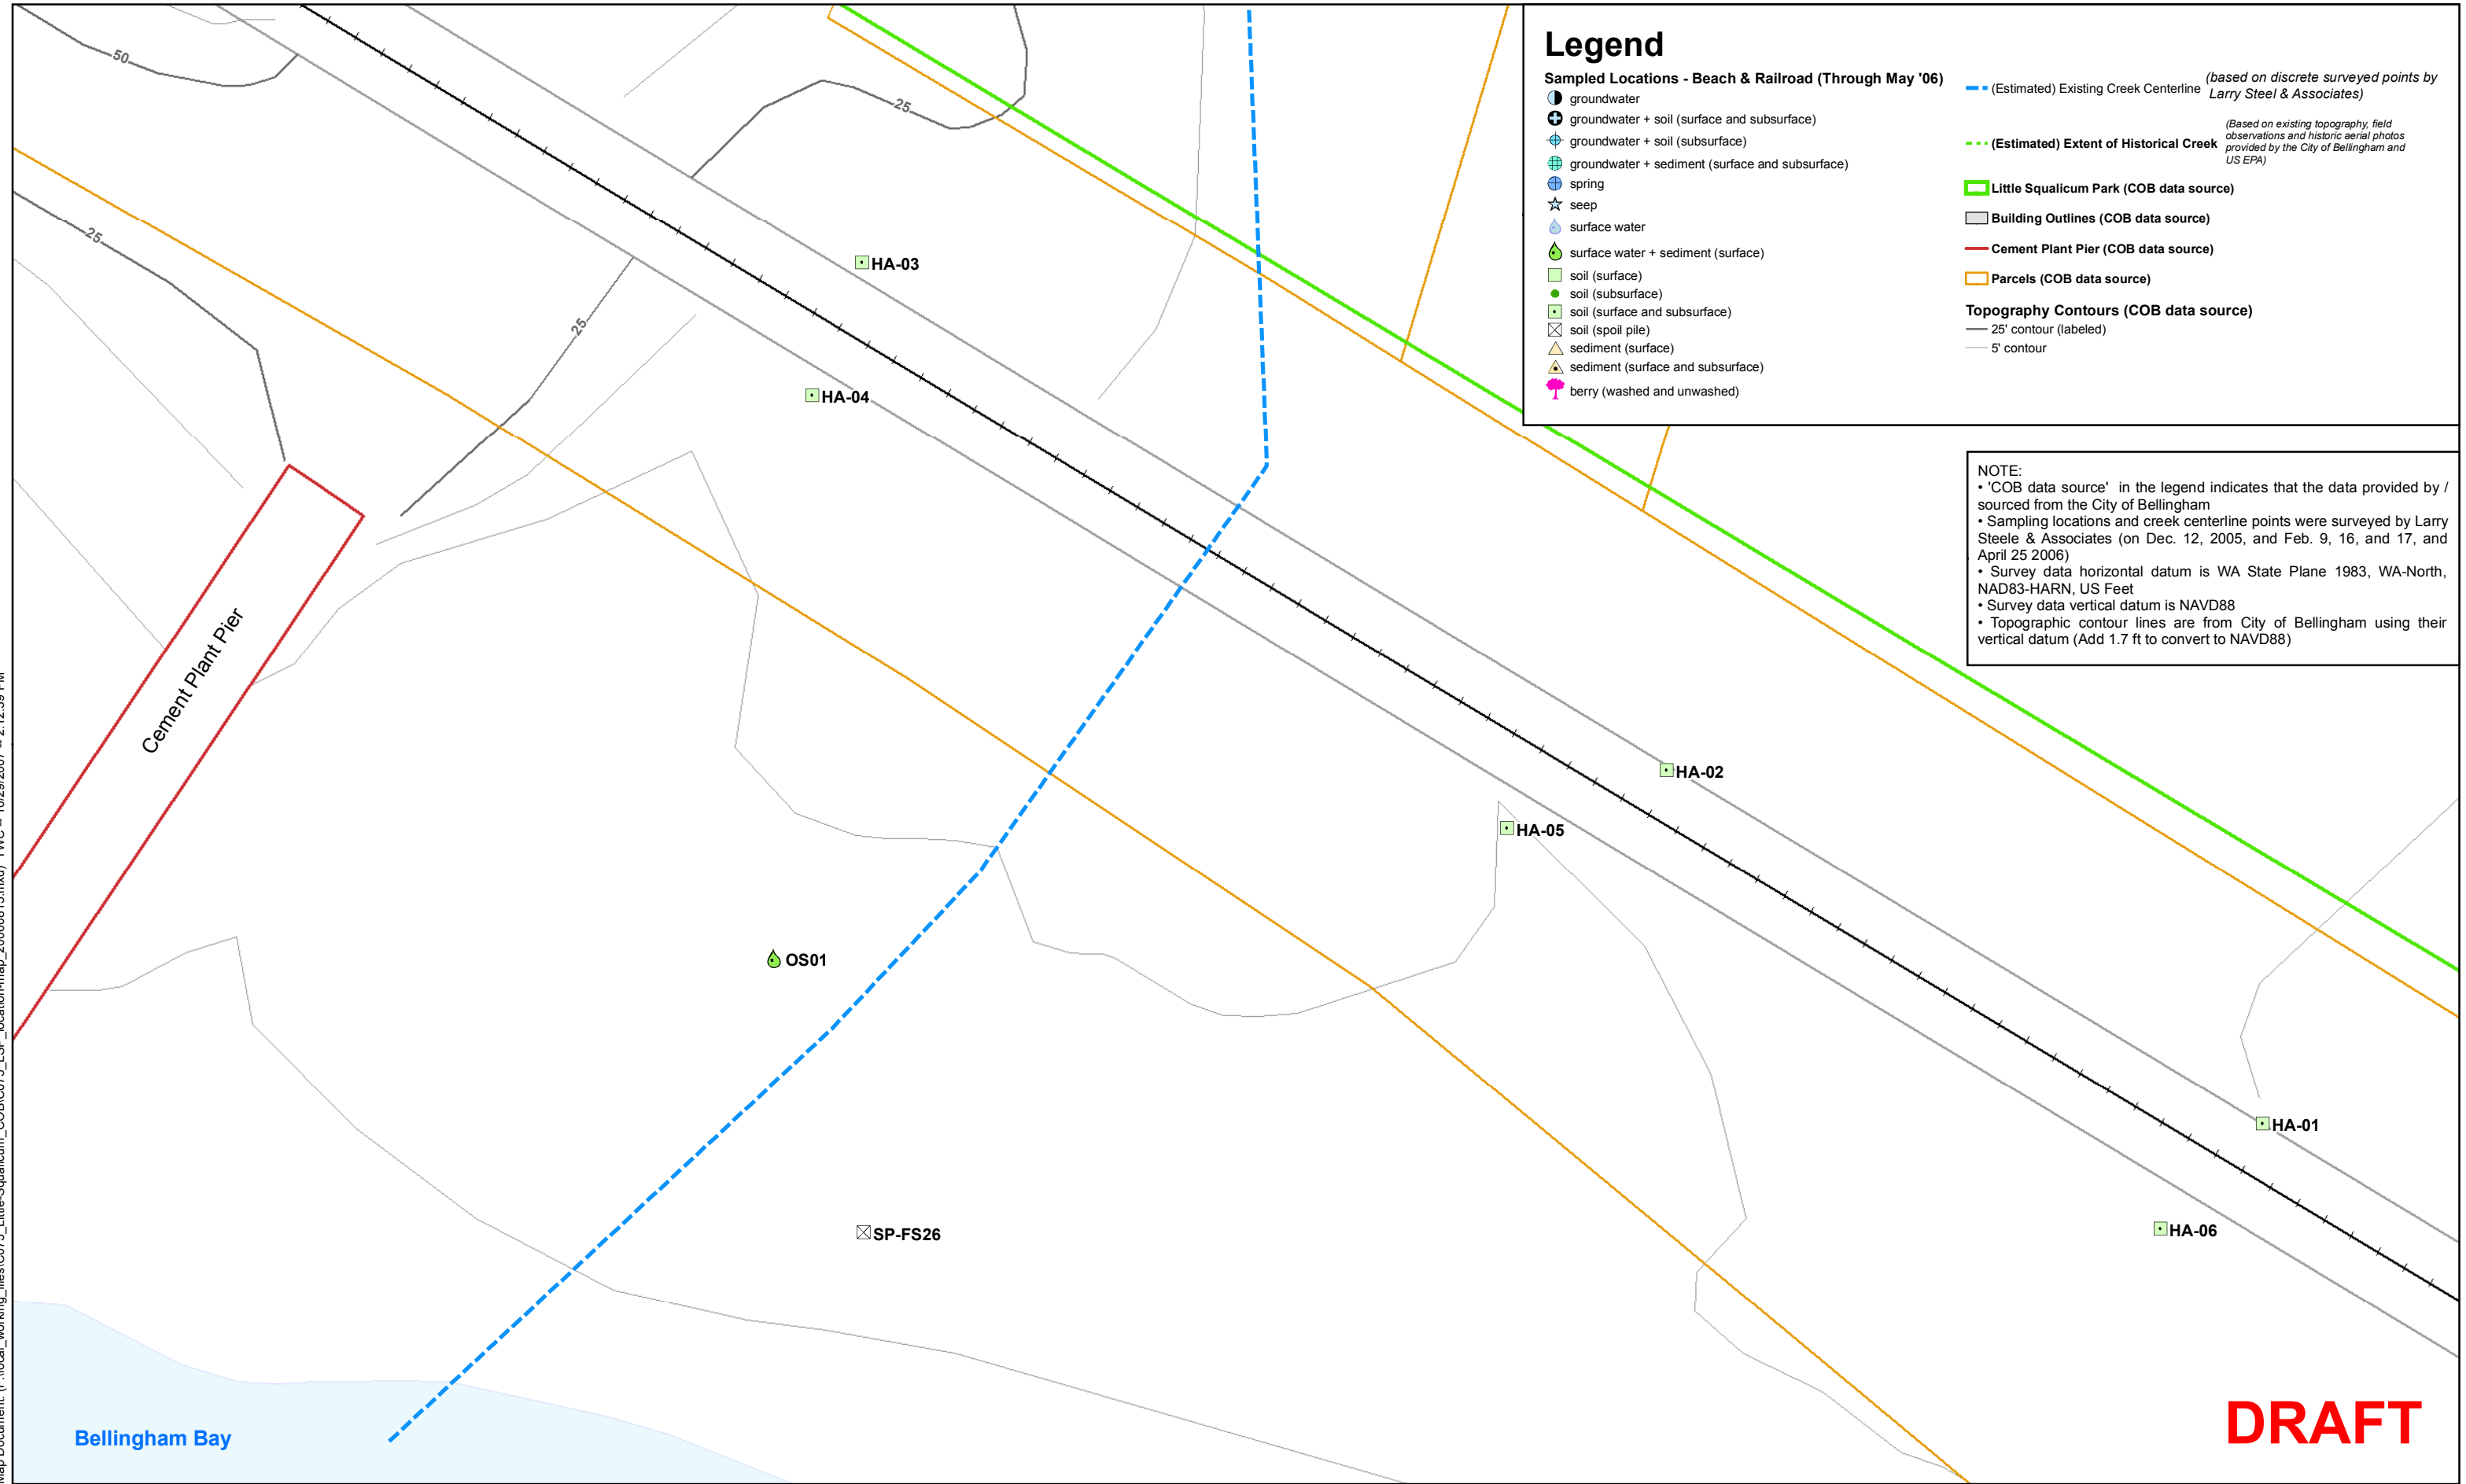 Legend
Sampled Locations - Beach & Railroad (Through May '06)
groundwater
groundwater + soil (surface and subsurface)
groundwater + soil (subsurface)
groundwater + sediment (surface and subsurface)
spring
seep
surface water
surface water + sediment (surface)
soil (surface)
soil (subsurface)
soil (surface and subsurface)
soil (spoil pile)
sediment (surface)
sediment (surface and subsurface)
berry (washed and unwashed)
(Estimated) Existing Creek Centerline
(based on discrete surveyed points by
Larry Steel & Associates)
(Estimated) Extent of Historical Creek
(Based on existing topography, field
observations and historic aerial photos
provided by the City of Bellingham and
US EPA)
Little Squalicum Park (COB data source)
Building Outlines (COB data source)
Cement Plant Pier (COB data source)
Parcels (COB data source)
Topography Contours (COB data source)
25' contour (labeled)
5' contour
NOTE:
• 'COB data source' in the legend indicates that the data provided by /
sourced from the City of Bellingham
• Sampling locations and creek centerline points were surveyed by Larry
Steele & Associates (on Dec. 12, 2005, and Feb. 9, 16, and 17, and
April 25 2006)
• Survey data horizontal datum is WA State Plane 1983, WA-North,
NAD83-HARN, US Feet
• Survey data vertical datum is NAVD88
• Topographic contour lines are from City of Bellingham using their
vertical datum (Add 1.7 ft to convert to NAVD88)
50
25
25
25
HA-03
HA-04
Cement Plant Pier
HA-02
HA-05
OS01
HA-01
HA-06
SP-FS26
Bellingham Bay
DRAFT